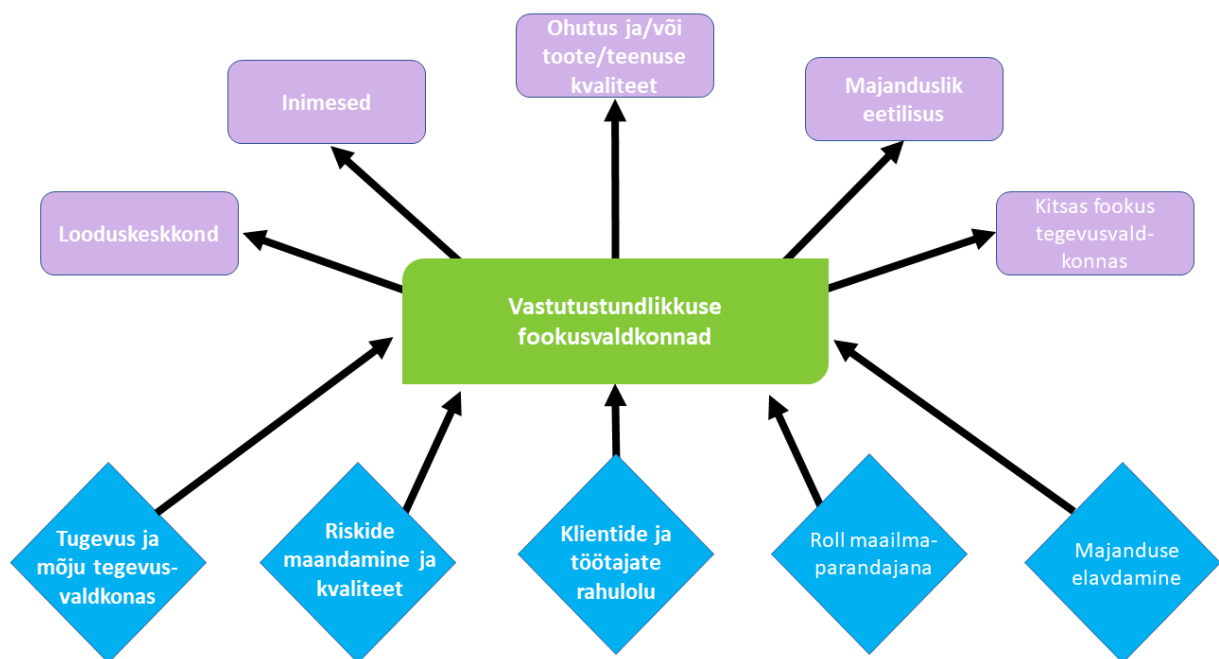 Ohutus ja/või
toote/teenuse
kvaliteet
Inimesed
Majanduslik
eetilisus
Looduskeskkond
Kitsas fookus
tegevusvald-
konnas
Vastutustundlikkuse
fookusvaldkonnad
Tugevus ja
mõju tegevus-
valdkonas
Riskide
maandamine ja
kvaliteet
Klientide ja
töötajate
rahulolu
Roll maailma-
parandajana
Majanduse
elavdamine